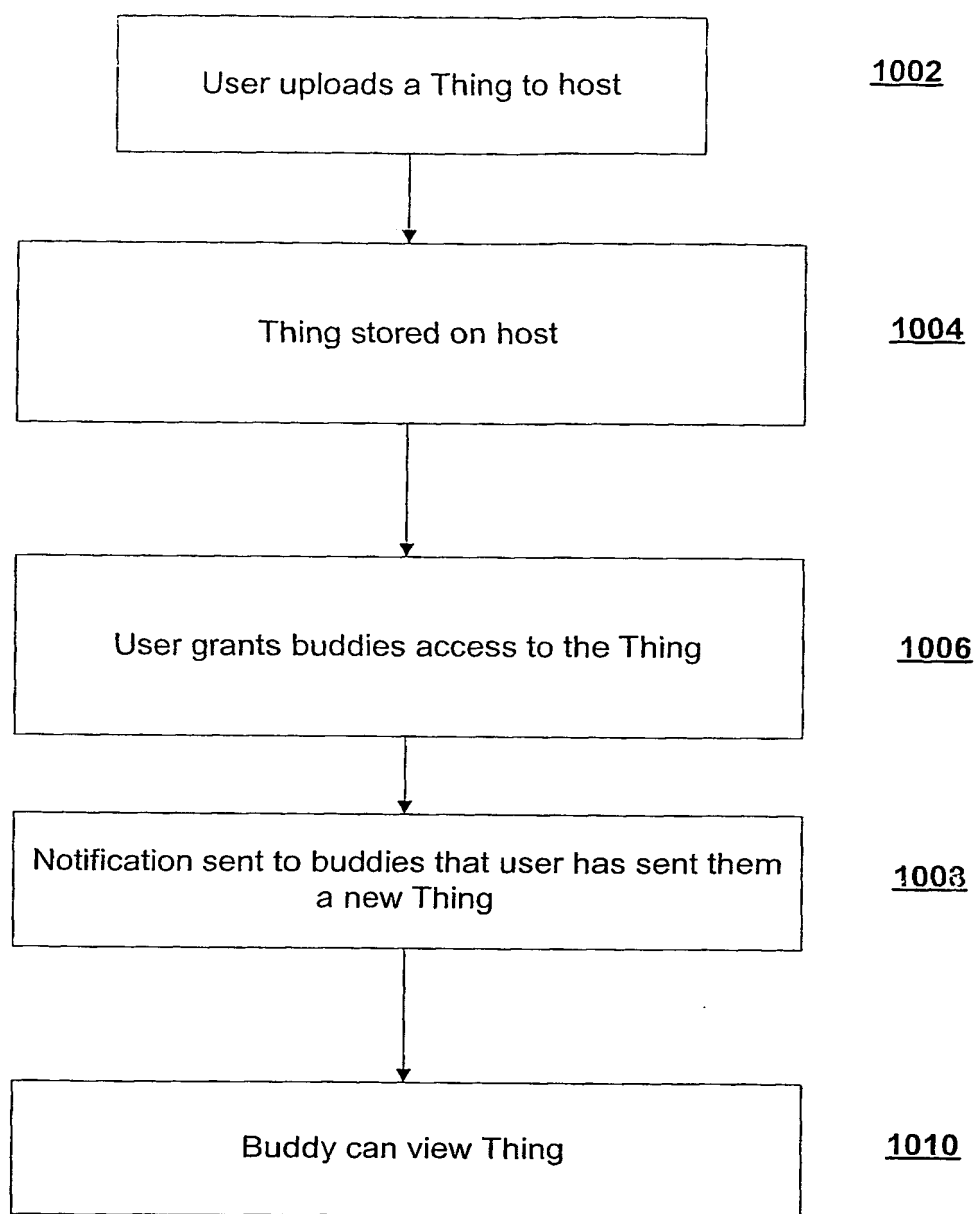 User uploads a Thing to host
1002
Thing stored on host
1004
User grants buddies access to the Thing
1006
Notification sent to buddies that user has sent them
a new Thing
1008
Buddy can view Thing
1010